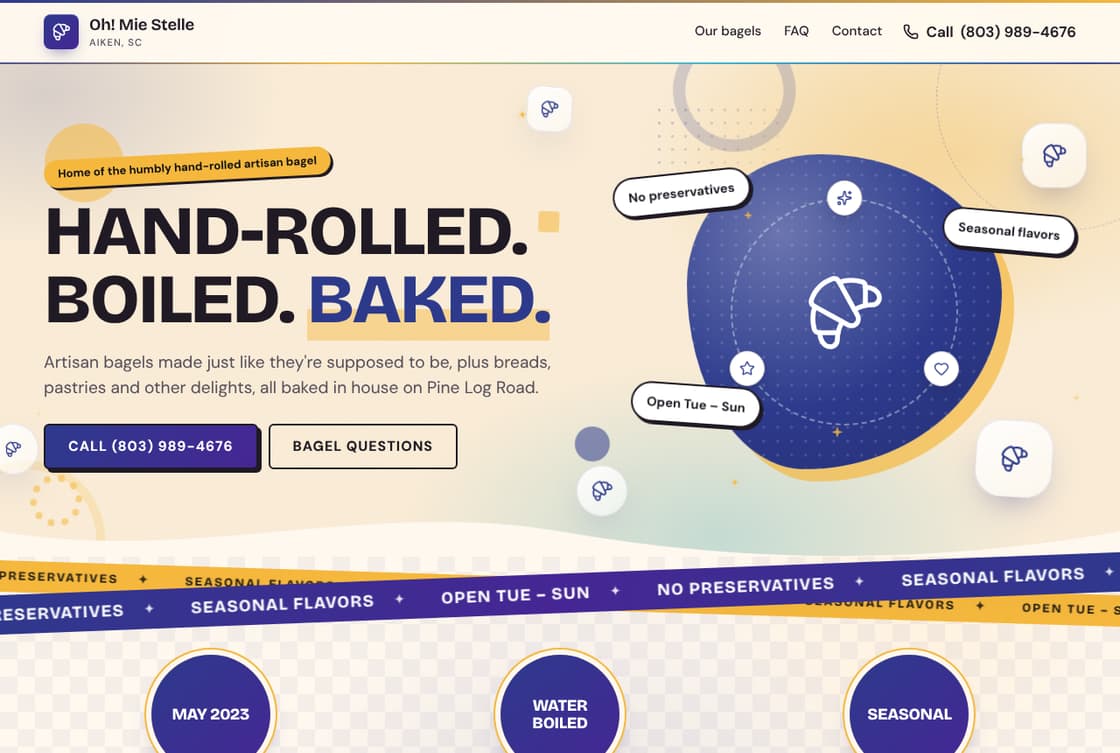 Oh! Mie Stelle
AIKEN, SC
Our bagels
FAQ
Contact
Call (803) 989-4676
Home of the humbly hand-rolled artisan bagel
HAND-ROLLED.
BOILED. BAKED.
Artisan bagels made just like they're supposed to be, plus breads,
pastries and other delights, all baked in house on Pine Log Road.
CALL (803) 989-4676
BAGEL QUESTIONS
No preservatives
Seasonal flavors
Open Tue – Sun
PRESERVATIVES ✦ SEASONAL FLAVORS
SEASONAL FLAVORS ✦ OPEN TUE – S
RESERVATIVES ✦ SEASONAL FLAVORS ✦ OPEN TUE – SUN ✦ NO PRESERVATIVES ✦ SEASONAL FLAVORS ✦
MAY 2023
WATER
BOILED
SEASONAL